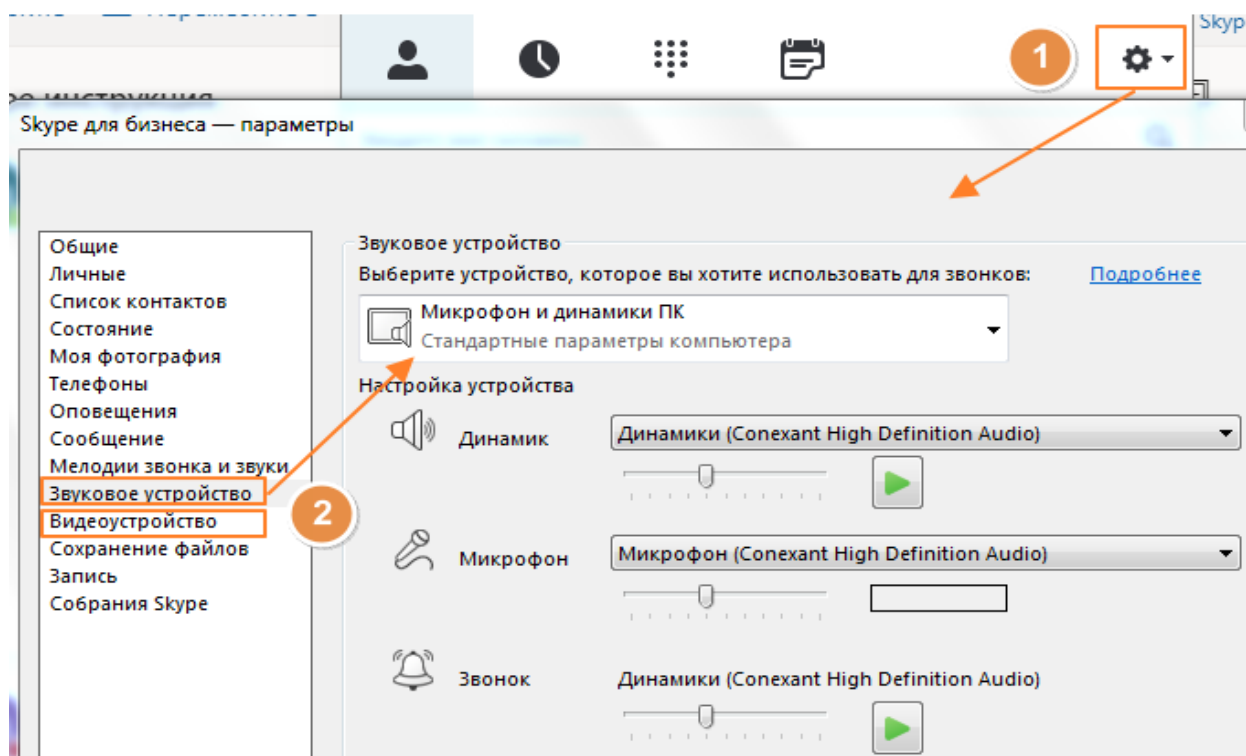 Skyp
1
инструкция
Skype для бизнеса — параметры
Общие
Личные
Список контактов
Состояние
Моя фотография
Телефоны
Оповещения
Сообщение
Мелодии звонка и звуки
Звуковое устройство
Видеоустройство
Сохранение файлов
Запись
Собрания Skype
2
Звуковое устройство
Выберите устройство, которое вы хотите использовать для звонков:
Подробнее
Микрофон и динамики ПК
Стандартные параметры компьютера
Настройка устройства
Динамик
Динамики (Conexant High Definition Audio)
Микрофон
Микрофон (Conexant High Definition Audio)
Звонок
Динамики (Conexant High Definition Audio)